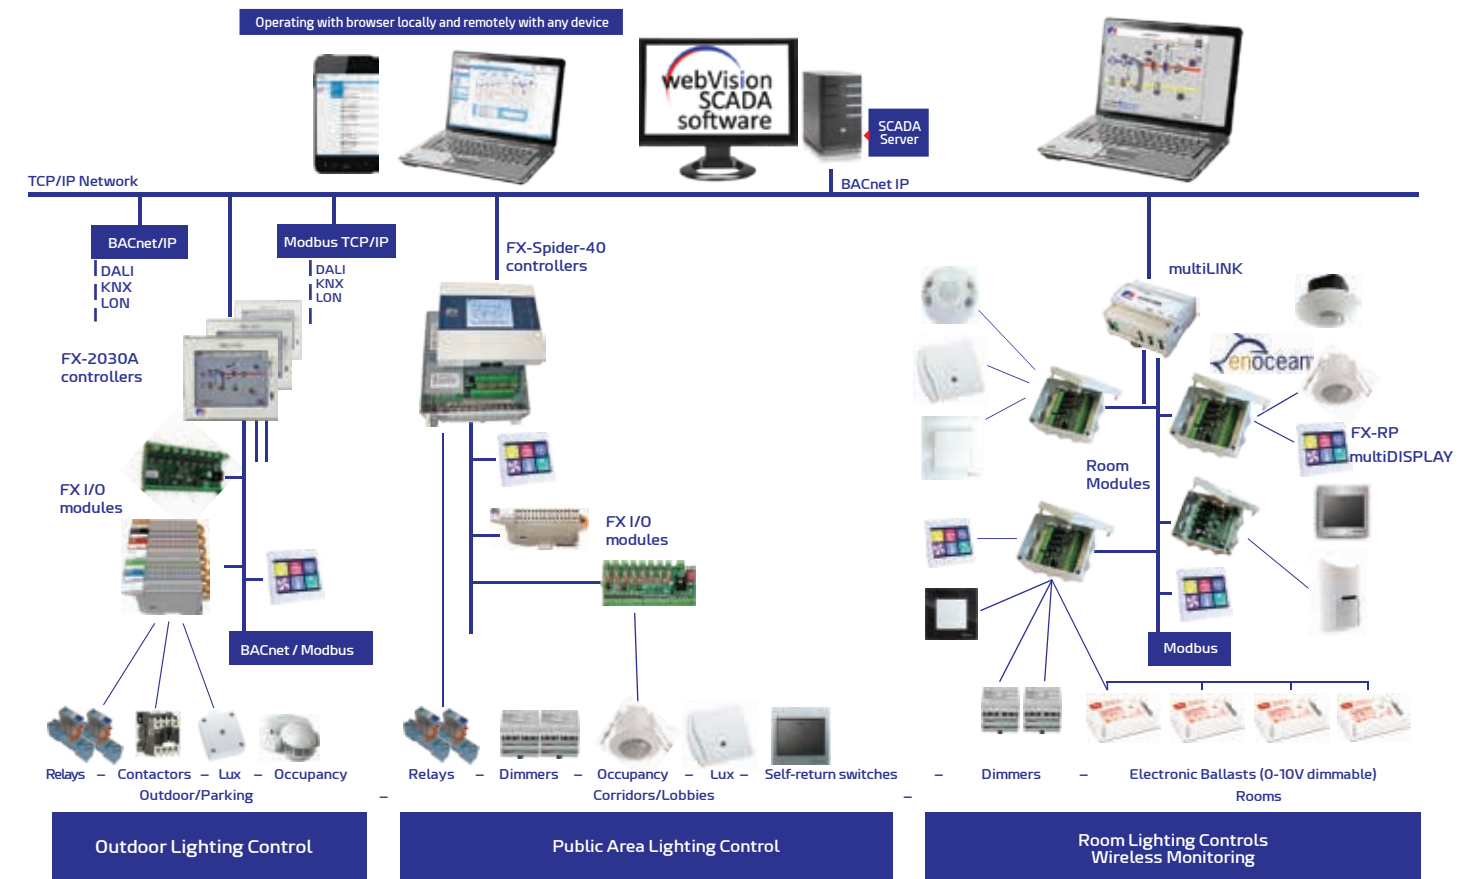 Operating with browser locally and remotely with any device
webVision
SCADA
software
SCADA
Server
TCP/IP Network
BACnet IP
BACnet/IP
DALI
KNX
LON
Modbus TCP/IP
DALI
KNX
LON
FX-Spider-40
controllers
multiLINK
FX-2030A
controllers
enocean
FX-RP
multiDISPLAY
Room
Modules
FX I/O
modules
FX I/O
modules
BACnet / Modbus
Modbus
Relays – Contactors – Lux – Occupancy
Relays – Dimmers – Occupancy – Lux – Self-return switches – Dimmers – Electronic Ballasts (0-10V dimmable)
Outdoor/Parking – Corridors/Lobbies – Rooms
Outdoor Lighting Control
Public Area Lighting Control
Room Lighting Controls
Wireless Monitoring